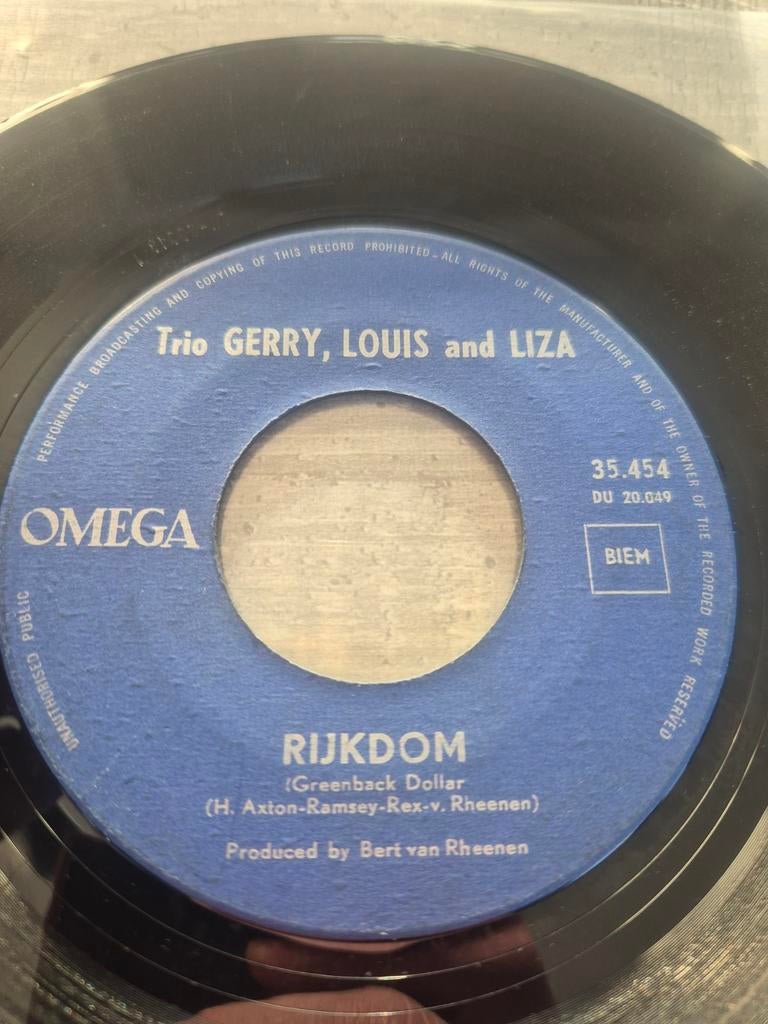 UNAUTHORISED PUBLIC PERFORMANCE BROADCASTING AND COPYING OF THIS RECORD PROHIBITED - ALL RIGHTS OF THE MANUFACTURER AND OF THE OWNER OF THE RECORDED WORK RESERVED
Trio GERRY, LOUIS and LIZA
35.454
DU 20.049
OMEGA
BIEM
RIJKDOM
(Greenback Dollar
(H. Axton-Ramsey-Rex-v. Rheenen)
Produced by Bert van Rheenen